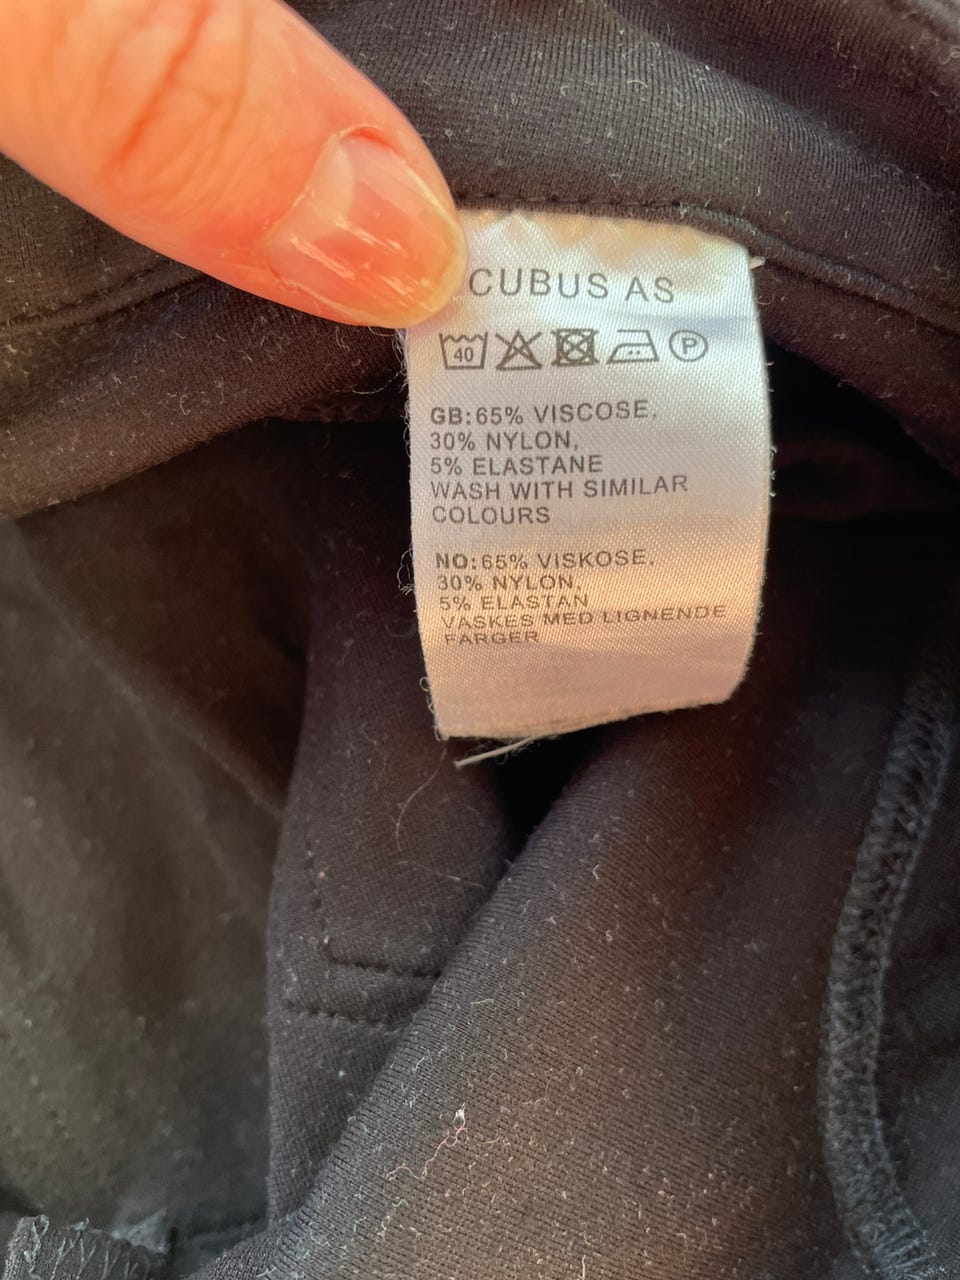 CUBUS AS
40 P
GB: 65% VISCOSE,
30% NYLON,
5% ELASTANE
WASH WITH SIMILAR
COLOURS
NO: 65% VISKOSE,
30% NYLON,
5% ELASTAN
VASKES MED LIGNENDE
FARGER